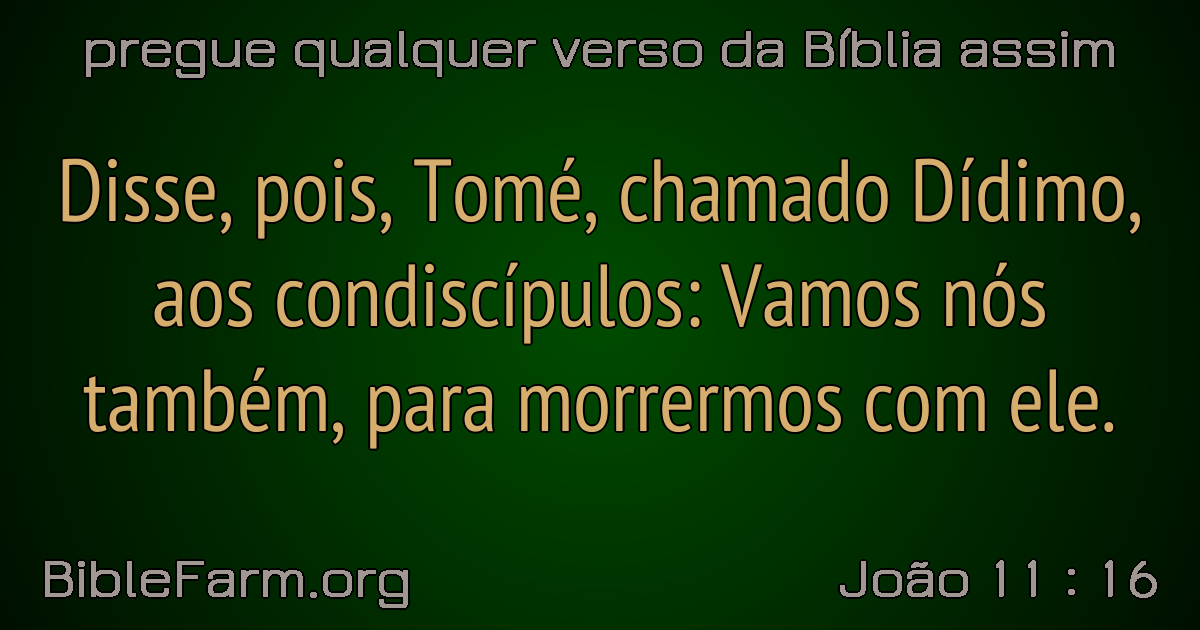 pregue qualquer verso da Bíblia assim
Disse, pois, Tomé, chamado Dídimo,
aos condiscípulos: Vamos nós
também, para morrermos com ele.
BibleFarm.org
João 11 : 16